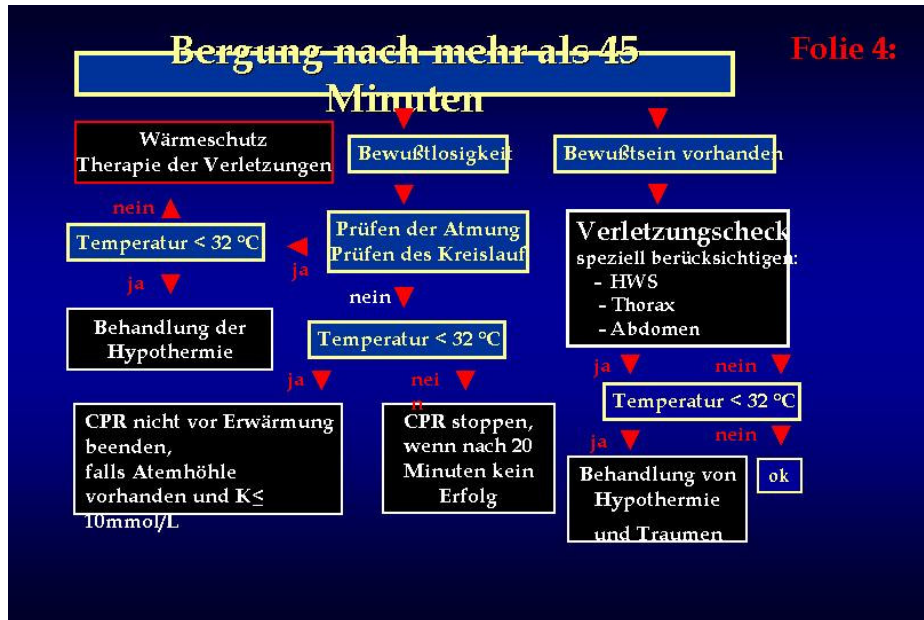 Bergung nach mehr als 45
Minuten
Folie 4:
Wärmeschutz
Therapie der Verletzungen
Bewußtlosigkeit
Bewußtsein vorhanden
nein
Temperatur < 32 °C
ja
Prüfen der Atmung
Prüfen des Kreislauf
Verletzungscheck
speziell berücksichtigen:
- HWS
- Thorax
- Abdomen
ja
nein
Behandlung der
Hypothermie
Temperatur < 32 °C
ja
nei
n
ja
nein
Temperatur < 32 °C
CPR nicht vor Erwärmung
beenden,
falls Atemhöhle
vorhanden und K≤
10mmol/L
CPR stoppen,
wenn nach 20
Minuten kein
Erfolg
ja
nein
Behandlung von
Hypothermie
und Traumen
ok